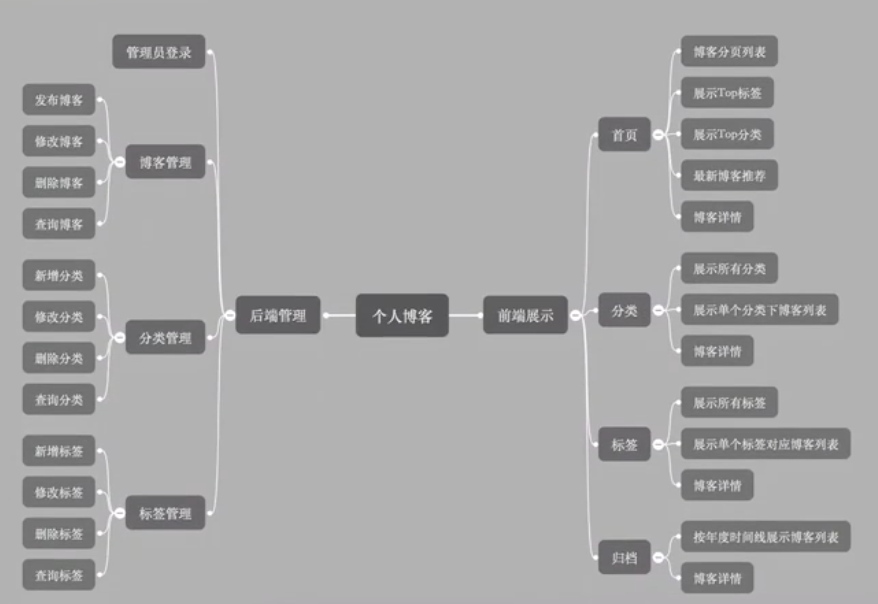 个人博客
后端管理
管理员登录
博客管理
发布博客
修改博客
删除博客
查询博客
分类管理
新增分类
修改分类
删除分类
查询分类
标签管理
新增标签
修改标签
删除标签
查询标签
前端展示
首页
博客分页列表
展示Top标签
展示Top分类
最新博客推荐
博客详情
分类
展示所有分类
展示单个分类下博客列表
博客详情
标签
展示所有标签
展示单个标签对应博客列表
博客详情
归档
按年度时间线展示博客列表
博客详情